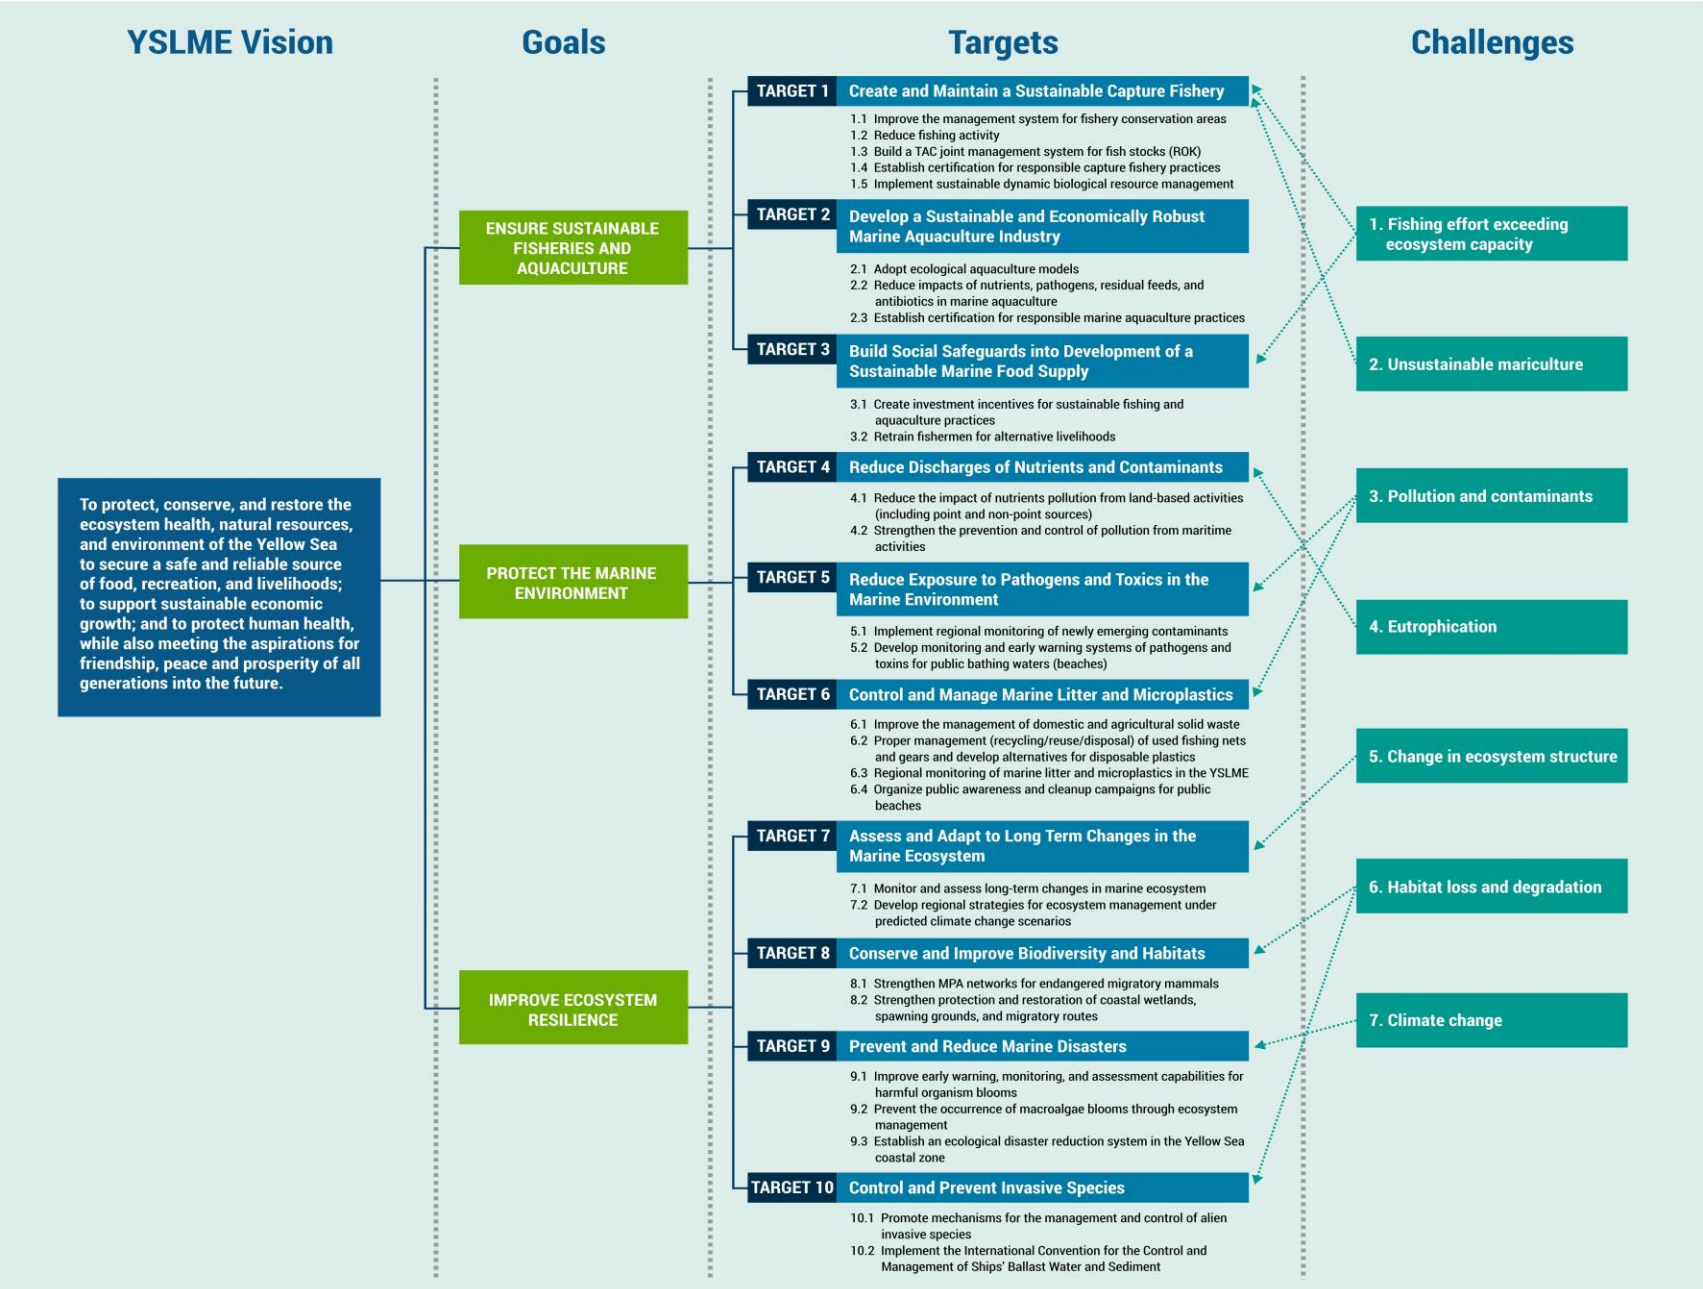 YSLME Vision
Goals
Targets
Challenges
To protect, conserve, and restore the
ecosystem health, natural resources,
and environment of the Yellow Sea
to secure a safe and reliable source
of food, recreation, and livelihoods;
to support sustainable economic
growth; and to protect human health,
while also meeting the aspirations for
friendship, peace and prosperity of all
generations into the future.
ENSURE SUSTAINABLE
FISHERIES AND
AQUACULTURE
PROTECT THE MARINE
ENVIRONMENT
IMPROVE ECOSYSTEM
RESILIENCE
TARGET 1 Create and Maintain a Sustainable Capture Fishery
1.1 Improve the management system for fishery conservation areas
1.2 Reduce fishing activity
1.3 Build a TAC joint management system for fish stocks (ROK)
1.4 Establish certification for responsible capture fishery practices
1.5 Implement sustainable dynamic biological resource management
TARGET 2 Develop a Sustainable and Economically Robust
Marine Aquaculture Industry
2.1 Adopt ecological aquaculture models
2.2 Reduce impacts of nutrients, pathogens, residual feeds, and
antibiotics in marine aquaculture
2.3 Establish certification for responsible marine aquaculture practices
TARGET 3 Build Social Safeguards into Development of a
Sustainable Marine Food Supply
3.1 Create investment incentives for sustainable fishing and
aquaculture practices
3.2 Retrain fishermen for alternative livelihoods
TARGET 4 Reduce Discharges of Nutrients and Contaminants
4.1 Reduce the impact of nutrients pollution from land-based activities
(including point and non-point sources)
4.2 Strengthen the prevention and control of pollution from maritime
activities
TARGET 5 Reduce Exposure to Pathogens and Toxics in the
Marine Environment
5.1 Implement regional monitoring of newly emerging contaminants
5.2 Develop monitoring and early warning systems of pathogens and
toxins for public bathing waters (beaches)
TARGET 6 Control and Manage Marine Litter and Microplastics
6.1 Improve the management of domestic and agricultural solid waste
6.2 Proper management (recycling/reuse/disposal) of used fishing nets
and gears and develop alternatives for disposable plastics
6.3 Regional monitoring of marine litter and microplastics in the YSLME
6.4 Organize public awareness and cleanup campaigns for public
beaches
TARGET 7 Assess and Adapt to Long Term Changes in the
Marine Ecosystem
7.1 Monitor and assess long-term changes in marine ecosystem
7.2 Develop regional strategies for ecosystem management under
predicted climate change scenarios
TARGET 8 Conserve and Improve Biodiversity and Habitats
8.1 Strengthen MPA networks for endangered migratory mammals
8.2 Strengthen protection and restoration of coastal wetlands,
spawning grounds, and migratory routes
TARGET 9 Prevent and Reduce Marine Disasters
9.1 Improve early warning, monitoring, and assessment capabilities for
harmful organism blooms
9.2 Prevent the occurrence of macroalgae blooms through ecosystem
management
9.3 Establish an ecological disaster reduction system in the Yellow Sea
coastal zone
TARGET 10 Control and Prevent Invasive Species
10.1 Promote mechanisms for the management and control of alien
invasive species
10.2 Implement the International Convention for the Control and
Management of Ships' Ballast Water and Sediment
1. Fishing effort exceeding
ecosystem capacity
2. Unsustainable mariculture
3. Pollution and contaminants
4. Eutrophication
5. Change in ecosystem structure
6. Habitat loss and degradation
7. Climate change